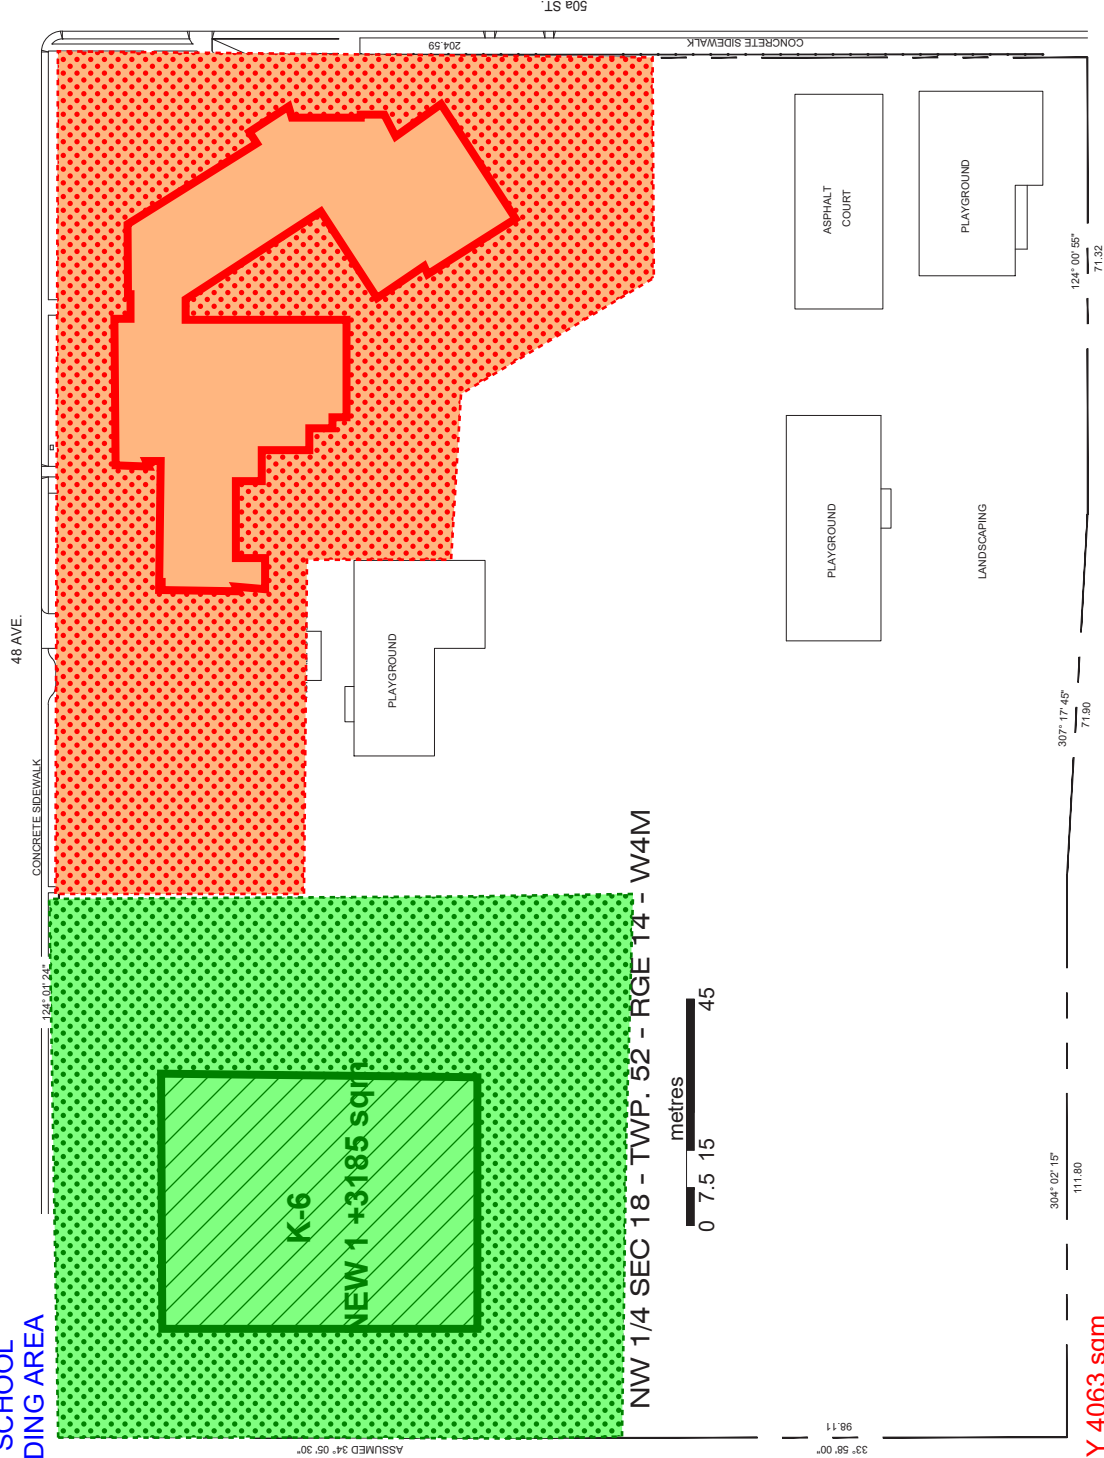 50a ST.
204.59
CONCRETE SIDEWALK
ASPHALT
COURT
PLAYGROUND
124° 00' 55"
71.32
48 AVE.
PLAYGROUND
LANDSCAPING
PLAYGROUND
307° 17' 45"
71.90
CONCRETE SIDEWALK
124° 01' 24"
K-6
NEW 1 +3185 sqm
NW 1/4 SEC 18 - TWP. 52 - RGE 14 - W4M
metres
0 7.5 15 45
304° 02' 15"
111.80
SCHOOL
DING AREA
ASSUMED 34° 05' 30"
98.11
33° 58' 00"
Y 4063 sqm